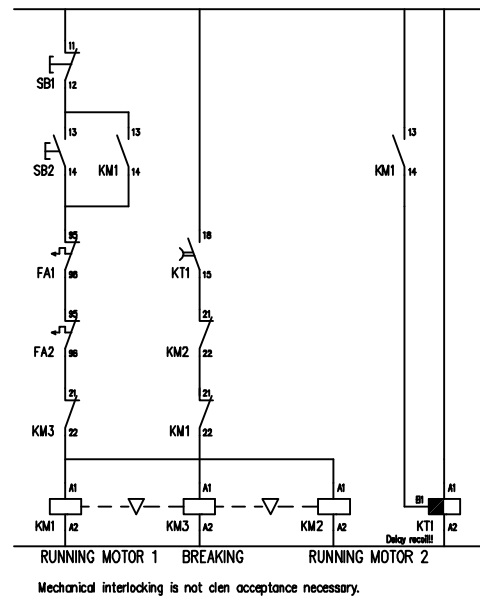 11
SB1
12
13
13
SB2
14
KM1
14
13
KM1
14
95
FA1
96
18
KT1
15
95
FA2
96
21
KM2
22
21
KM3
22
21
KM1
22
A1
A1
A1
A1
B1
KM1
A2
KM3
A2
KM2
A2
KT1
A2
Delay recoil!!
RUNNING MOTOR 1
BREAKING
RUNNING MOTOR 2
Mechanical interlocking is not clen acceptance necessary.